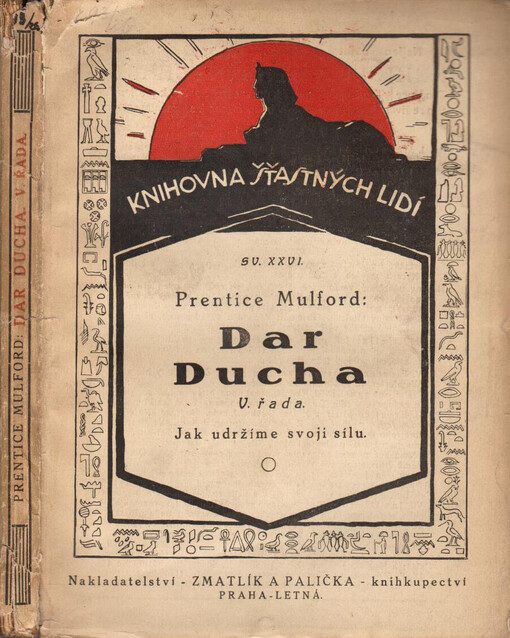 PRENTICE MULFORD: DAR DUCHA. V. ŘADA.
KNIHOVNA ŠŤASTNÝCH LIDÍ
SV. XXVI.
Prentice Mulford:
Dar
Ducha
V. řada.
Jak udržíme svoji sílu.
Nakladatelství - ZMATLÍK A PALIČKA - knihkupectví
PRAHA-LETNÁ.